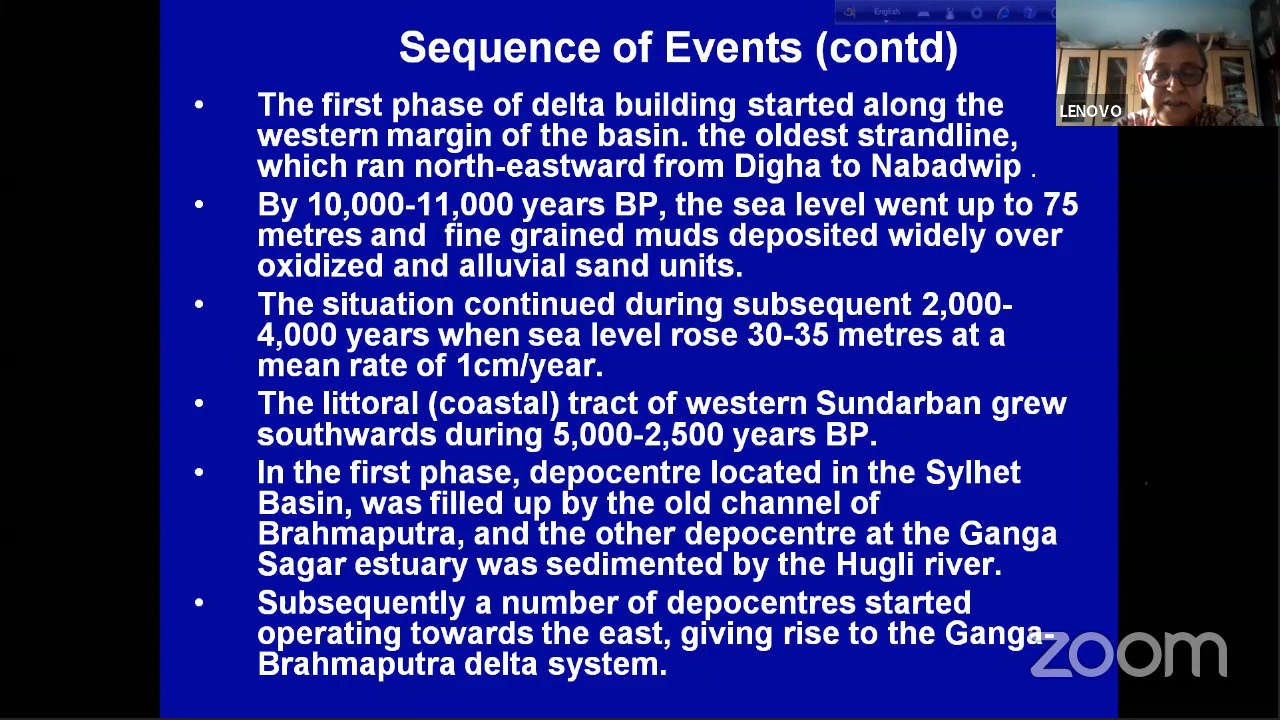 English
Sequence of Events (contd)
LENOVO
• The first phase of delta building started along the
western margin of the basin. the oldest strandline,
which ran north-eastward from Digha to Nabadwip .
• By 10,000-11,000 years BP, the sea level went up to 75
metres and fine grained muds deposited widely over
oxidized and alluvial sand units.
• The situation continued during subsequent 2,000-
4,000 years when sea level rose 30-35 metres at a
mean rate of 1cm/year.
• The littoral (coastal) tract of western Sundarban grew
southwards during 5,000-2,500 years BP.
• In the first phase, depocentre located in the Sylhet
Basin, was filled up by the old channel of
Brahmaputra, and the other depocentre at the Ganga
Sagar estuary was sedimented by the Hugli river.
• Subsequently a number of depocentres started
operating towards the east, giving rise to the Ganga-
Brahmaputra delta system.
zoom